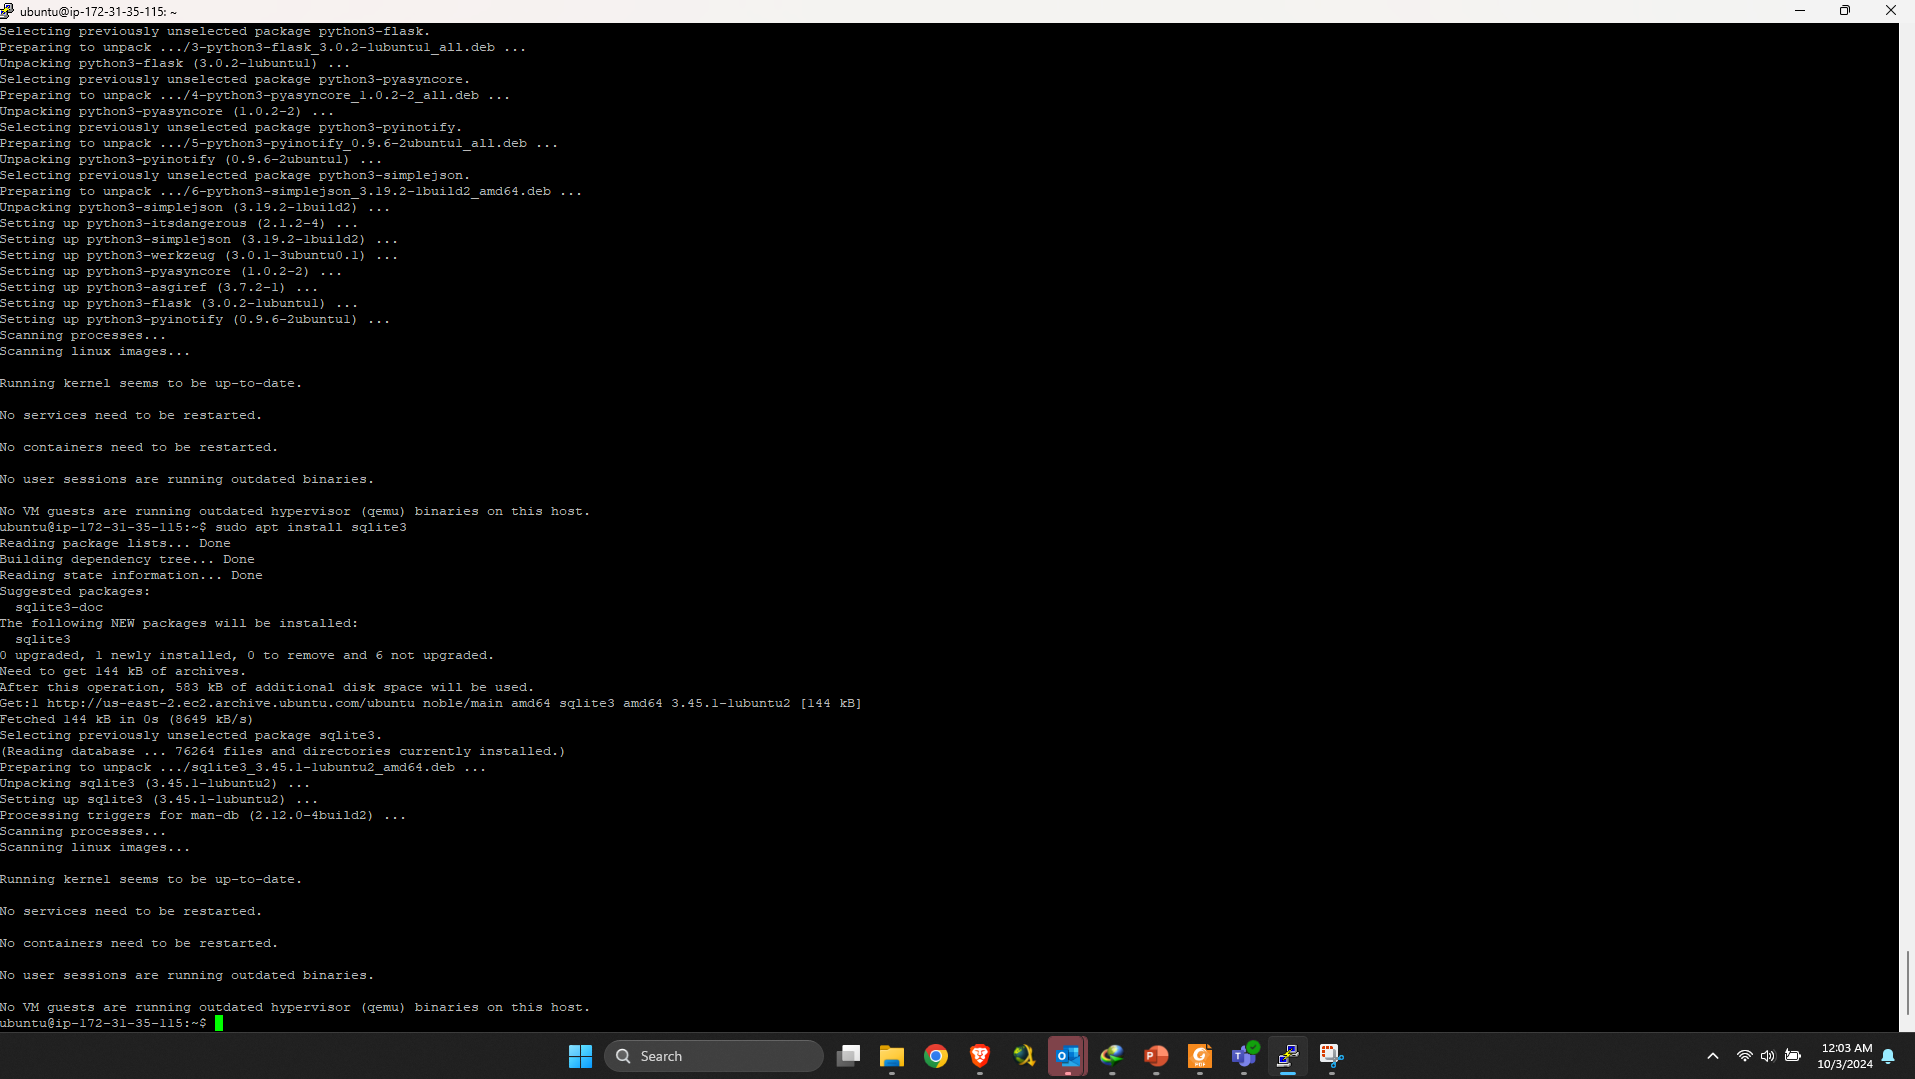 ubuntu@ip-172-31-35-115: ~
Selecting previously unselected package python3-flask.
Preparing to unpack .../3-python3-flask_3.0.2-1ubuntu1_all.deb ...
Unpacking python3-flask (3.0.2-1ubuntu1) ...
Selecting previously unselected package python3-pyasyncore.
Preparing to unpack .../4-python3-pyasyncore_1.0.2-2_all.deb ...
Unpacking python3-pyasyncore (1.0.2-2) ...
Selecting previously unselected package python3-pyinotify.
Preparing to unpack .../5-python3-pyinotify_0.9.6-2ubuntu1_all.deb ...
Unpacking python3-pyinotify (0.9.6-2ubuntu1) ...
Selecting previously unselected package python3-simplejson.
Preparing to unpack .../6-python3-simplejson_3.19.2-1build2_amd64.deb ...
Unpacking python3-simplejson (3.19.2-1build2) ...
Setting up python3-itsdangerous (2.1.2-4) ...
Setting up python3-simplejson (3.19.2-1build2) ...
Setting up python3-werkzeug (3.0.1-3ubuntu0.1) ...
Setting up python3-pyasyncore (1.0.2-2) ...
Setting up python3-asgiref (3.7.2-1) ...
Setting up python3-flask (3.0.2-1ubuntu1) ...
Setting up python3-pyinotify (0.9.6-2ubuntu1) ...
Scanning processes...
Scanning linux images...
Running kernel seems to be up-to-date.
No services need to be restarted.
No containers need to be restarted.
No user sessions are running outdated binaries.
No VM guests are running outdated hypervisor (qemu) binaries on this host.
ubuntu@ip-172-31-35-115:~$ sudo apt install sqlite3
Reading package lists... Done
Building dependency tree... Done
Reading state information... Done
Suggested packages:
  sqlite3-doc
The following NEW packages will be installed:
  sqlite3
0 upgraded, 1 newly installed, 0 to remove and 6 not upgraded.
Need to get 144 kB of archives.
After this operation, 583 kB of additional disk space will be used.
Get:1 http://us-east-2.ec2.archive.ubuntu.com/ubuntu noble/main amd64 sqlite3 amd64 3.45.1-1ubuntu2 [144 kB]
Fetched 144 kB in 0s (8649 kB/s)
Selecting previously unselected package sqlite3.
(Reading database ... 76264 files and directories currently installed.)
Preparing to unpack .../sqlite3_3.45.1-1ubuntu2_amd64.deb ...
Unpacking sqlite3 (3.45.1-1ubuntu2) ...
Setting up sqlite3 (3.45.1-1ubuntu2) ...
Processing triggers for man-db (2.12.0-4build2) ...
Scanning processes...
Scanning linux images...
Running kernel seems to be up-to-date.
No services need to be restarted.
No containers need to be restarted.
No user sessions are running outdated binaries.
No VM guests are running outdated hypervisor (qemu) binaries on this host.
ubuntu@ip-172-31-35-115:~$
Search
12:03 AM
10/3/2024